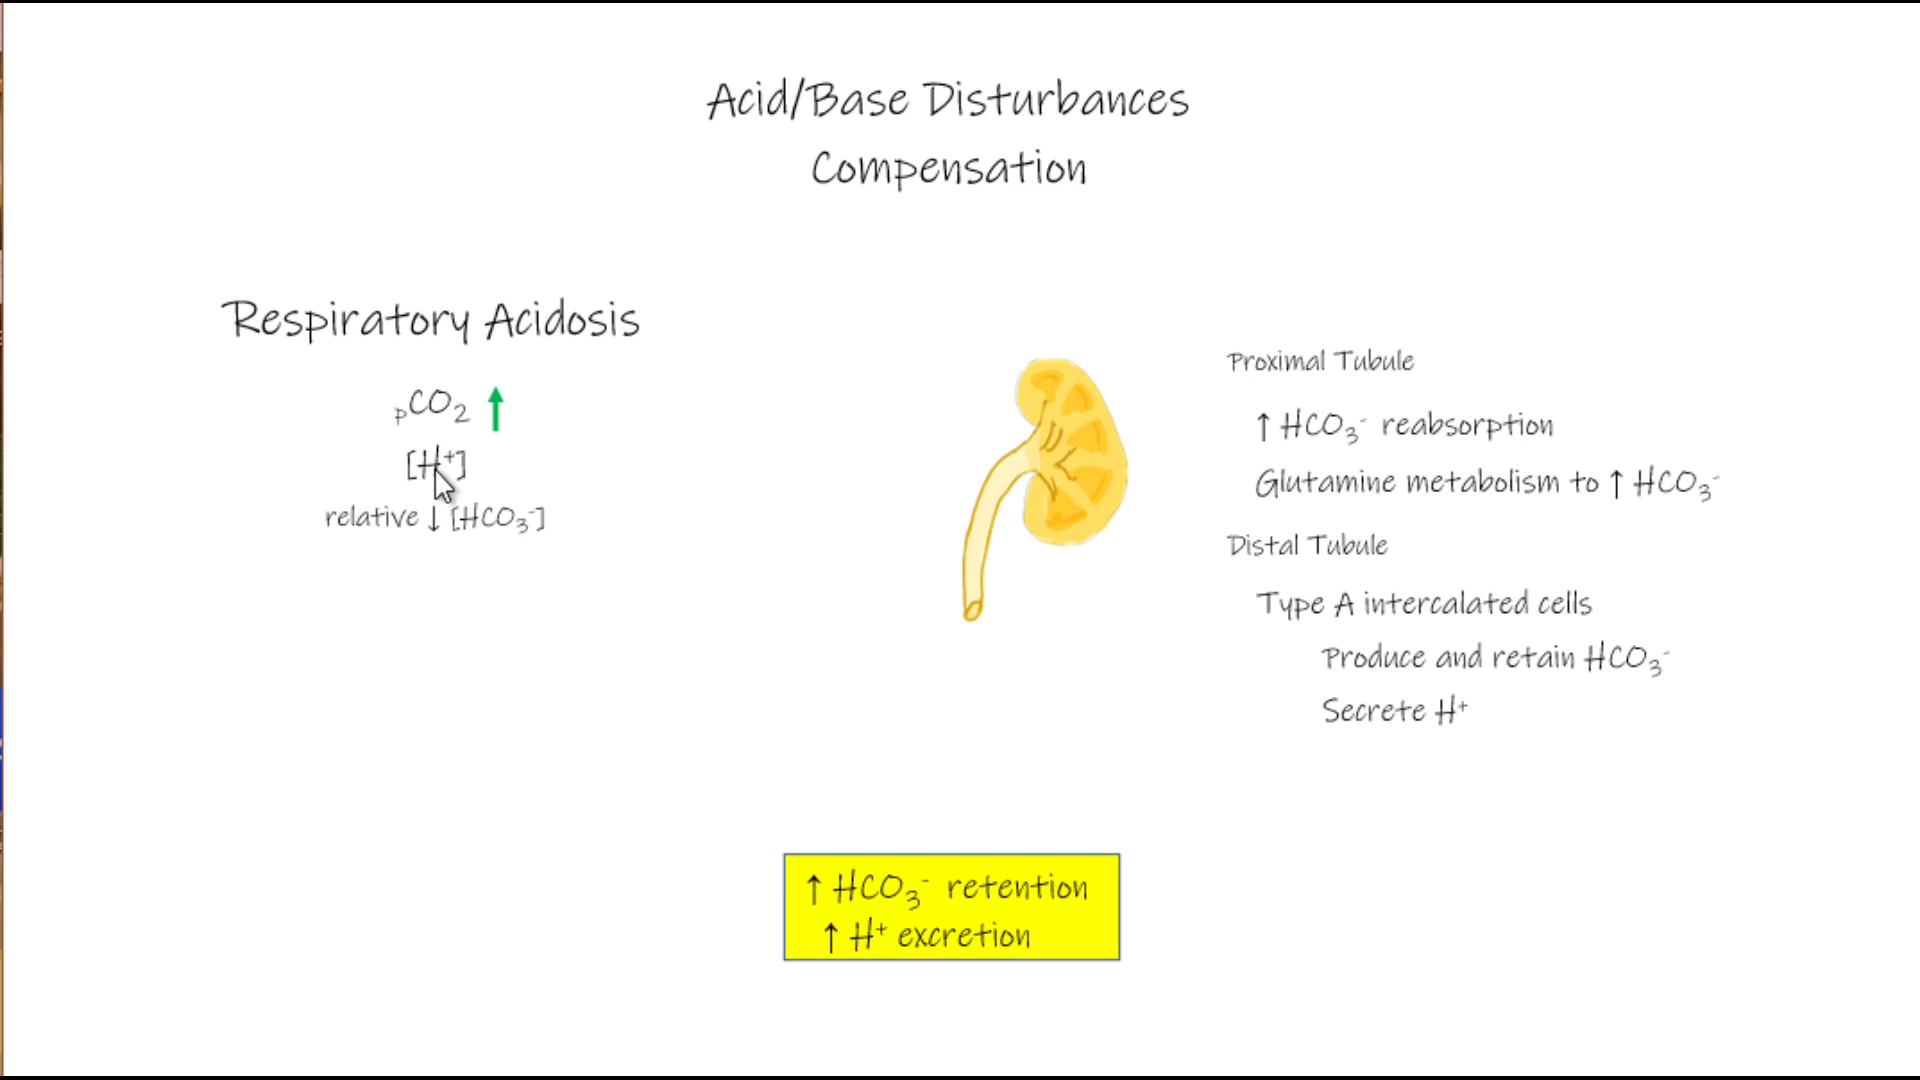 Acid/Base Disturbances
Compensation
Respiratory Acidosis
pCO₂ ↑
[H⁺]
relative ↓ [HCO₃⁻]
Proximal Tubule
↑ HCO₃⁻ reabsorption
Glutamine metabolism to ↑ HCO₃⁻
Distal Tubule
Type A intercalated cells
Produce and retain HCO₃⁻
Secrete H⁺
↑ HCO₃⁻ retention
↑ H⁺ excretion